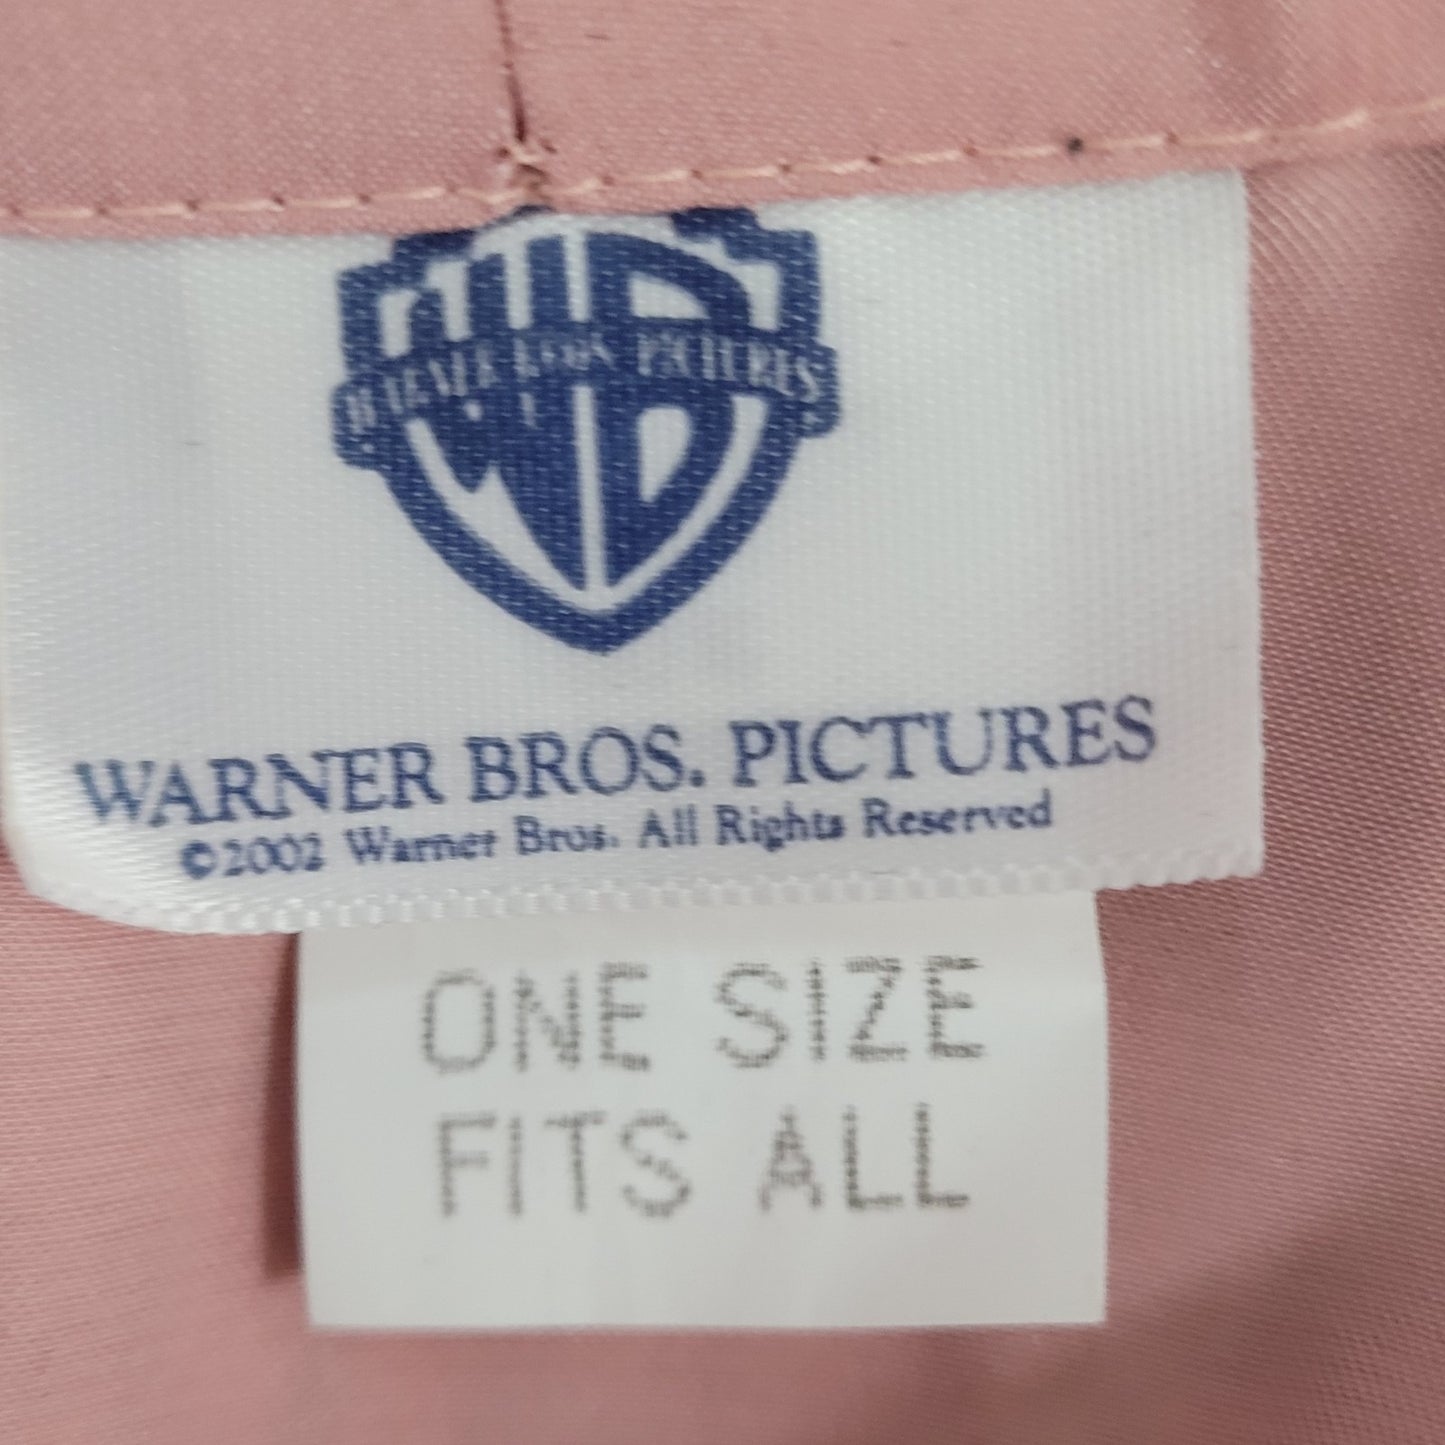 WB
WARNER BROS. PICTURES
WARNER BROS. PICTURES
©2002 Warner Bros. All Rights Reserved
ONE SIZE
FITS ALL